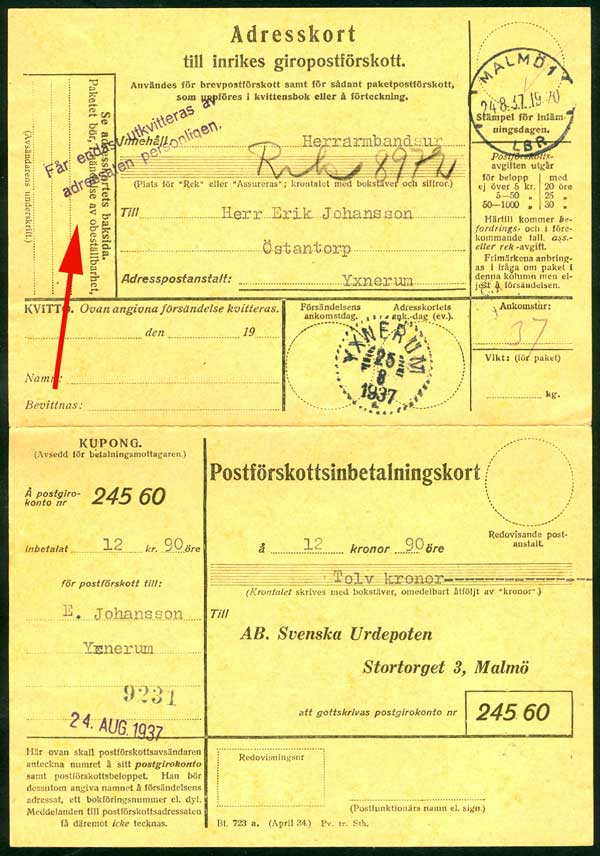 Adresskort
till inrikes giropostförskott.
Användes för brevpostförskott samt för sådant paketpostförskott,
som uppföres i kvittensbok eller å förteckning.
(Avsändarens underskrift.)
Paketet bör, i händelse av obeställbarhet,
Se adresskortets baksida.
Får endast utkvitteras av
adressaten personligen.
Innehåll: Herrarmbandsur
Rek 8972
(Plats för "Rek" eller "Assureras"; krontalet med bokstäver och siffror.)
Till Herr Erik Johansson
Östantorp
Adresspostanstalt: Yxnerum
MALMÖ 1
24.8.37.19.20
LBR
Stämpel för inläm-
ningsdagen.
Postförskotts-
avgiften utgår
för belopp med
ej över 5 kr. 20 öre
5—50 „ 25 „
50—1000 „ 30 „
Härtill kommer be-
fordrings- och i före-
kommande fall, ass.-
eller rek.-avgift.
Frimärkena anbring-
as i fråga om paket i
denna kolumn men el-
jest å försändelsen.
Ankomstnr:
37
Vikt: (för paket)
kg.
KVITTO. Ovan angivna försändelse kvitteras.
den 19
Namn:
Bevittnas:
Försändelsens
ankomstdag.
Adresskortets
ank.-dag (ev.).
YXNERUM
25
8
1937
KUPONG.
(Avsedd för betalningsmottagaren.)
Å postgiro-
konto nr 245 60
inbetalat 12 kr. 90 öre
för postförskott till:
E. Johansson
Yxnerum
9231
24. AUG. 1937
Här ovan skall postförskottsavsändaren
anteckna numret å sitt postgirokonto
samt postförskottsbeloppet. Han bör
dessutom angiva namnet å försändelsens
adressat, ett bokföringsnummer el. dyl.
Meddelanden till postförskottsadressaten
få däremot icke tecknas.
Postförskottsinbetalningskort
Redovisande post-
anstalt.
å 12 kronor 90 öre
Tolv kronor
(Krontalet skrives med bokstäver, omedelbart åtföljt av "kronor".)
Till
AB. Svenska Urdepoten
Stortorget 3, Malmö
att gottskrivas postgirokonto nr 245 60
Redovisningsnr
(Postfunktionärs namn el. sign.)
Bl. 723 a. (April 34.) Pv. tr. Sth.